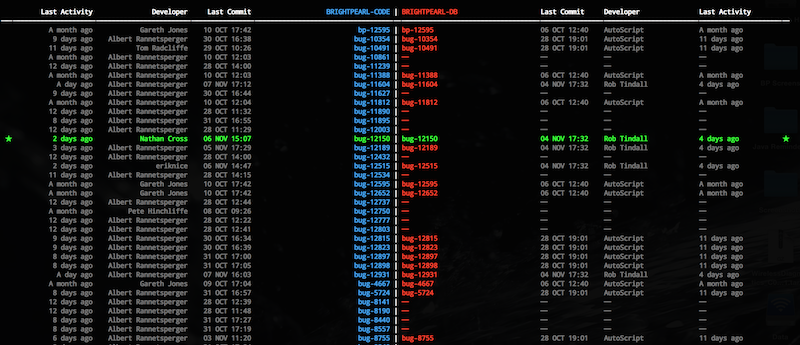 Last Activity Developer Last Commit BRIGHTPEARL-CODE | BRIGHTPEARL-DB Last Commit Developer Last Activity
A month ago Gareth Jones 10 OCT 17:42 bp-12595 | bp-12595 06 OCT 12:40 AutoScript A month ago
9 days ago Albert Rannetsperger 30 OCT 16:38 bug-10354 | bug-10354 28 OCT 19:01 AutoScript 11 days ago
11 days ago Tom Radcliffe 29 OCT 10:26 bug-10491 | bug-10491 28 OCT 19:01 AutoScript 11 days ago
A month ago Albert Rannetsperger 10 OCT 12:03 bug-10861 | — — — —
12 days ago Albert Rannetsperger 28 OCT 14:00 bug-11239 | — — — —
A month ago Albert Rannetsperger 10 OCT 12:03 bug-11388 | bug-11388 06 OCT 12:40 AutoScript A month ago
A day ago Albert Rannetsperger 07 NOV 17:12 bug-11604 | bug-11604 04 NOV 17:32 Rob Tindall 4 days ago
9 days ago Albert Rannetsperger 30 OCT 16:44 bug-11627 | — — — —
A month ago Albert Rannetsperger 10 OCT 12:04 bug-11812 | bug-11812 06 OCT 12:40 AutoScript A month ago
12 days ago Albert Rannetsperger 28 OCT 11:32 bug-11890 | — — — —
8 days ago Albert Rannetsperger 31 OCT 16:55 bug-11895 | — — — —
12 days ago Albert Rannetsperger 28 OCT 11:29 bug-12003 | — — — —
★ 2 days ago Nathan Cross 06 NOV 15:07 bug-12150 | bug-12150 04 NOV 17:32 Rob Tindall 4 days ago ★
3 days ago Albert Rannetsperger 05 NOV 17:29 bug-12189 | bug-12189 04 NOV 17:32 Rob Tindall 4 days ago
12 days ago Albert Rannetsperger 28 OCT 14:00 bug-12432 | — — — —
2 days ago eriknice 06 NOV 14:47 bug-12515 | bug-12515 04 NOV 17:32 Rob Tindall 4 days ago
11 days ago Albert Rannetsperger 28 OCT 14:15 bug-12534 | — — — —
A month ago Gareth Jones 10 OCT 17:42 bug-12595 | bug-12595 06 OCT 12:40 AutoScript A month ago
A month ago Gareth Jones 10 OCT 17:42 bug-12652 | bug-12652 06 OCT 12:40 AutoScript A month ago
12 days ago Albert Rannetsperger 28 OCT 12:44 bug-12737 | — — — —
A month ago Pete Hinchliffe 08 OCT 09:26 bug-12750 | — — — —
12 days ago Albert Rannetsperger 28 OCT 12:22 bug-12777 | — — — —
12 days ago Albert Rannetsperger 28 OCT 12:41 bug-12803 | — — — —
9 days ago Albert Rannetsperger 30 OCT 16:34 bug-12815 | bug-12815 28 OCT 19:01 AutoScript 11 days ago
9 days ago Albert Rannetsperger 30 OCT 16:39 bug-12823 | bug-12823 28 OCT 19:01 AutoScript 11 days ago
8 days ago Albert Rannetsperger 31 OCT 17:00 bug-12897 | bug-12897 28 OCT 19:01 AutoScript 11 days ago
8 days ago Albert Rannetsperger 31 OCT 17:05 bug-12898 | bug-12898 28 OCT 19:01 AutoScript 11 days ago
A day ago Albert Rannetsperger 07 NOV 16:03 bug-12931 | bug-12931 04 NOV 17:32 Rob Tindall 4 days ago
A month ago Gareth Jones 09 OCT 17:04 bug-4667 | bug-4667 06 OCT 12:40 AutoScript A month ago
8 days ago Albert Rannetsperger 31 OCT 16:57 bug-5724 | bug-5724 28 OCT 19:01 AutoScript 11 days ago
12 days ago Albert Rannetsperger 28 OCT 12:39 bug-8141 | — — — —
12 days ago Albert Rannetsperger 28 OCT 11:48 bug-8190 | — — — —
8 days ago Albert Rannetsperger 31 OCT 17:27 bug-8440 | — — — —
8 days ago Albert Rannetsperger 31 OCT 17:19 bug-8557 | — — — —
6 days ago Albert Rannetsperger 03 NOV 11:20 bug-8755 | bug-8755 28 OCT 19:01 AutoScript 11 days ago